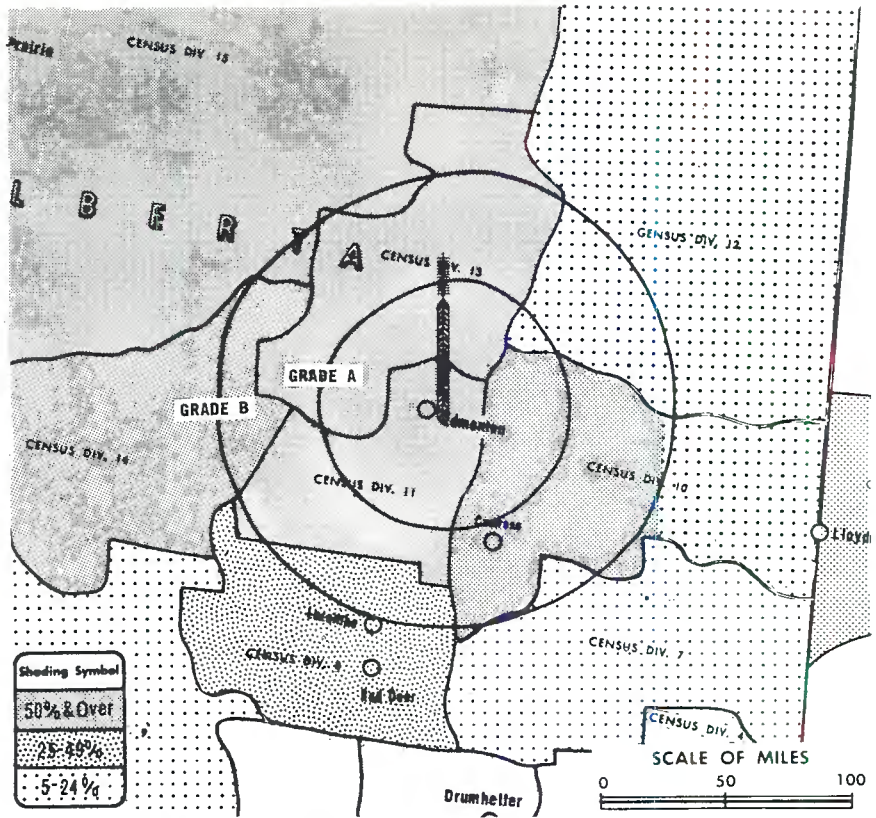 Prairie
CENSUS DIV 15
CENSUS DIV. 12
L B E R T A
CENSUS DIV. 13
GRADE A
GRADE B
Edmonton
CENSUS DIV. 14
CENSUS DIV. 11
CENSUS DIV. 10
Camrose
Lloyd
Lacombe
CENSUS DIV. 7
CENSUS DIV. 8
Red Deer
Shading Symbol
50% & Over
25-49%
5-24%
CENSUS DIV. 4
SCALE OF MILES
0 50 100
Drumheller